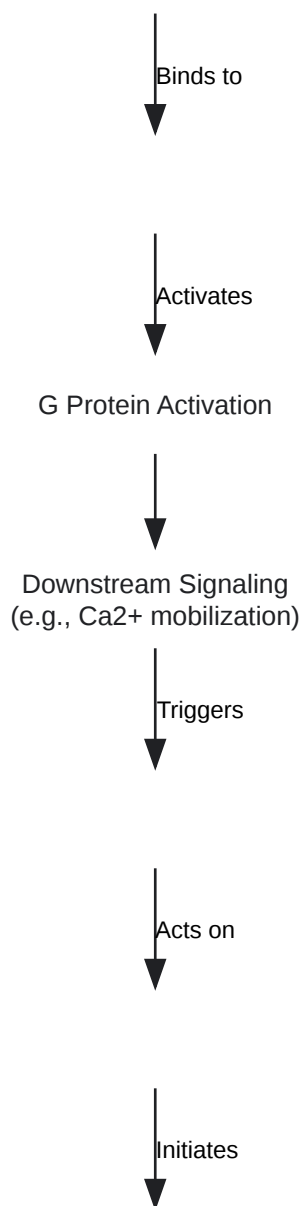 Binds to
Activates
G Protein Activation
Downstream Signaling
(e.g., Ca2+ mobilization)
Triggers
Acts on
Initiates